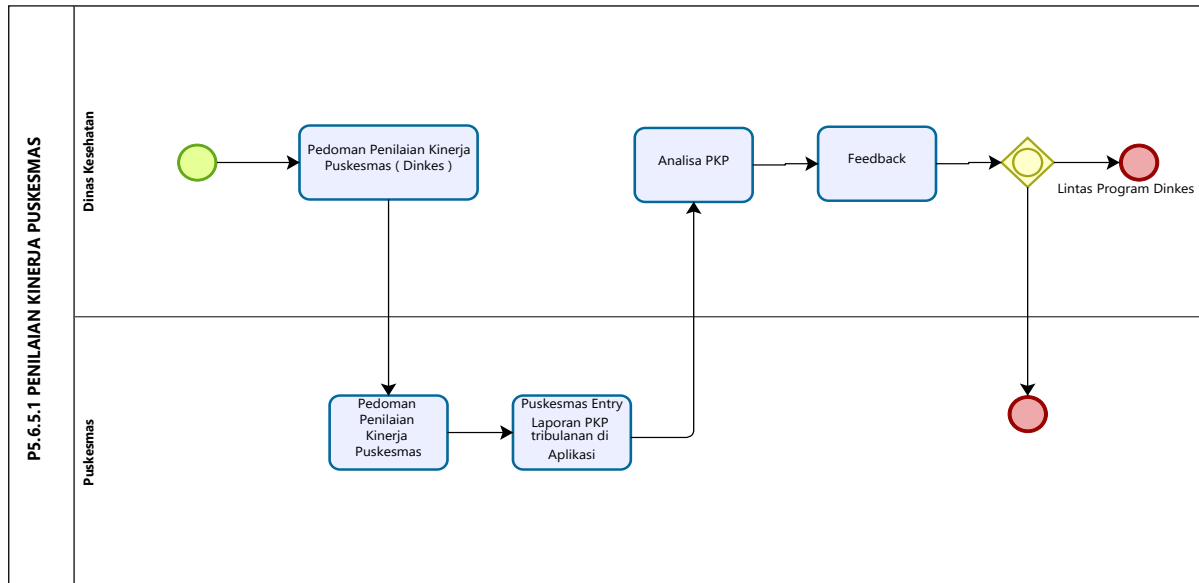 P5.6.5.1 PENILAIAN KINERJA PUSKESMAS
Dinas Kesehatan
Pedoman Penilaian Kinerja
Puskesmas ( Dinkes )
Analisa PKP
Feedback
Lintas Program Dinkes
Puskesmas
Pedoman
Penilaian
Kinerja
Puskesmas
Puskesmas Entry
Laporan PKP
tribulanan di
Aplikasi